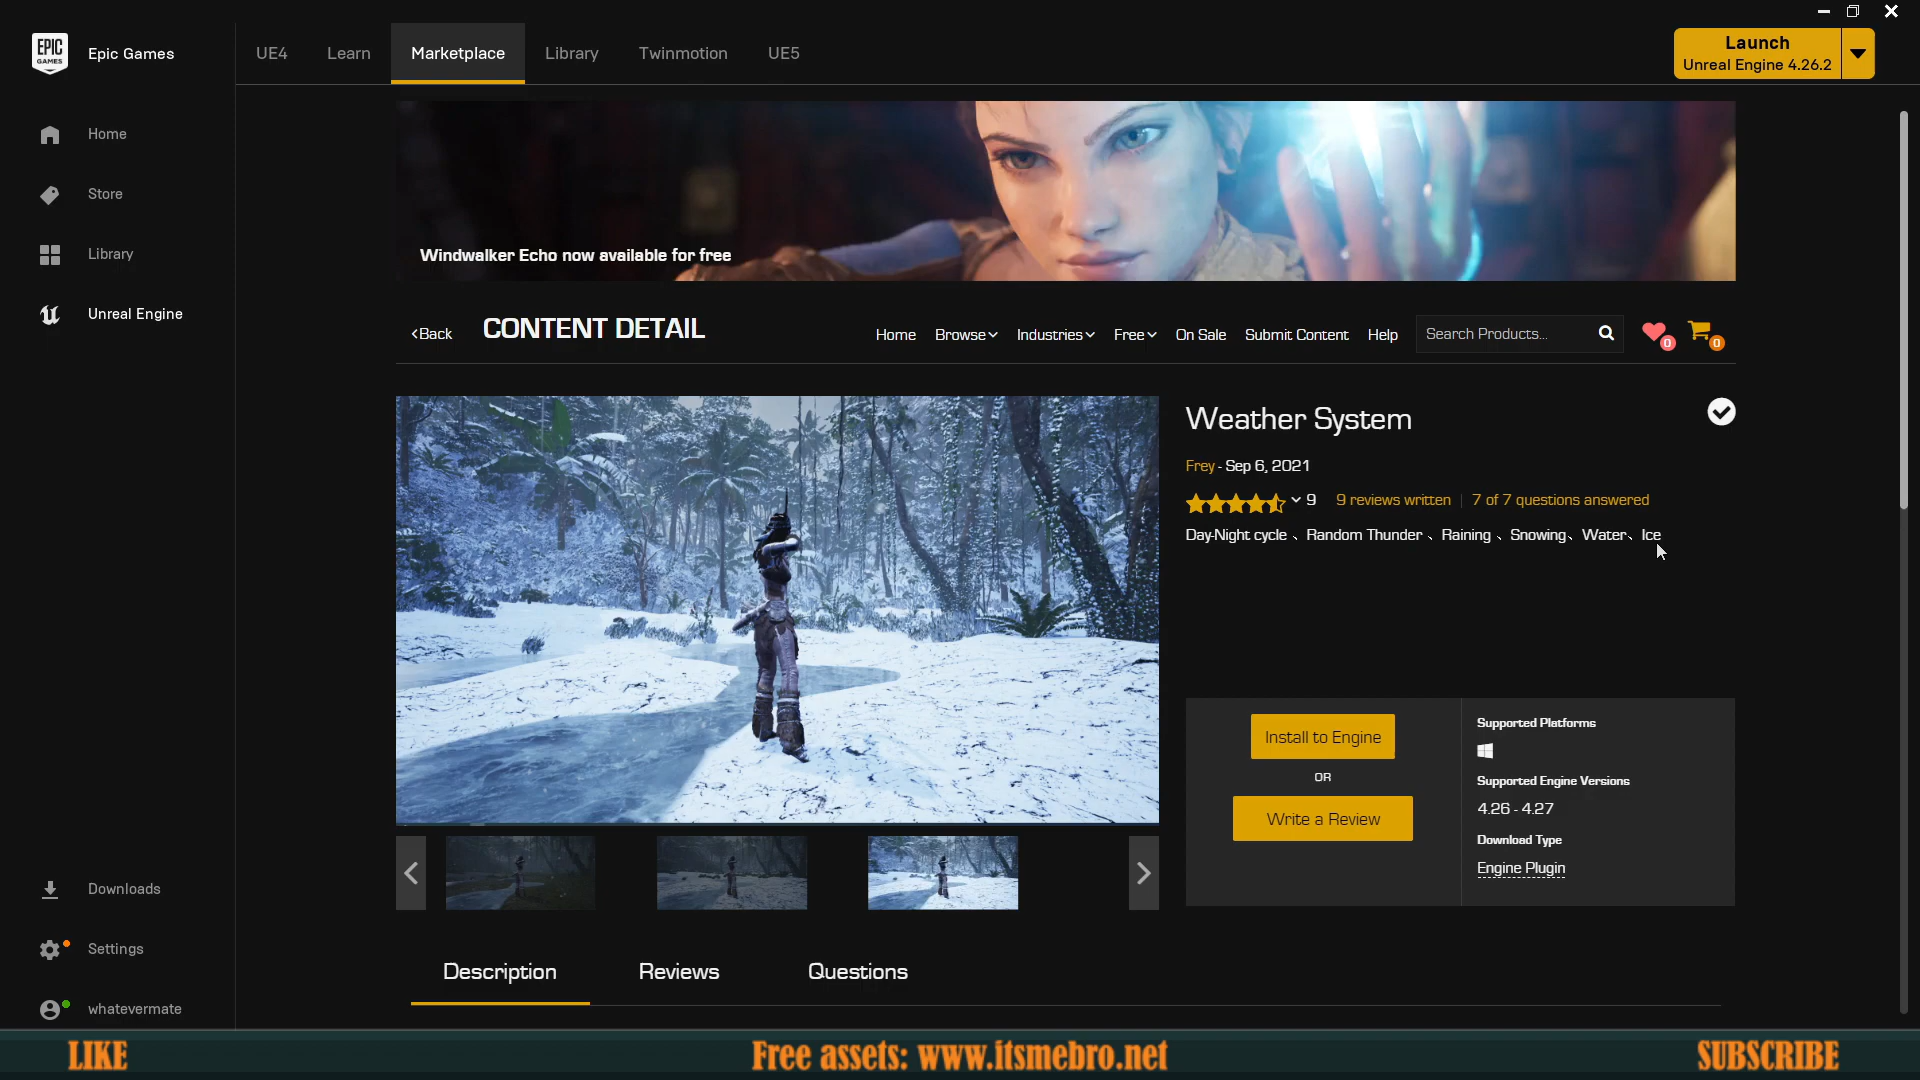 EPIC
GAMES
Epic Games
UE4
Learn
Marketplace
Library
Twinmotion
UE5
Launch
Unreal Engine 4.26.2
Home
Store
Library
Unreal Engine
Windwalker Echo now available for free
Back
CONTENT DETAIL
Home
Browse
Industries
Free
On Sale
Submit Content
Help
Search Products...
0
0
Weather System
Frey - Sep 6, 2021
9
9 reviews written
7 of 7 questions answered
Day-Night cycle 、 Random Thunder 、 Raining 、 Snowing、 Water、 Ice
Install to Engine
OR
Write a Review
Supported Platforms
Supported Engine Versions
4.26 - 4.27
Download Type
Engine Plugin
Description
Reviews
Questions
Downloads
Settings
whatevermate
LIKE
Free assets: www.itsmebro.net
SUBSCRIBE